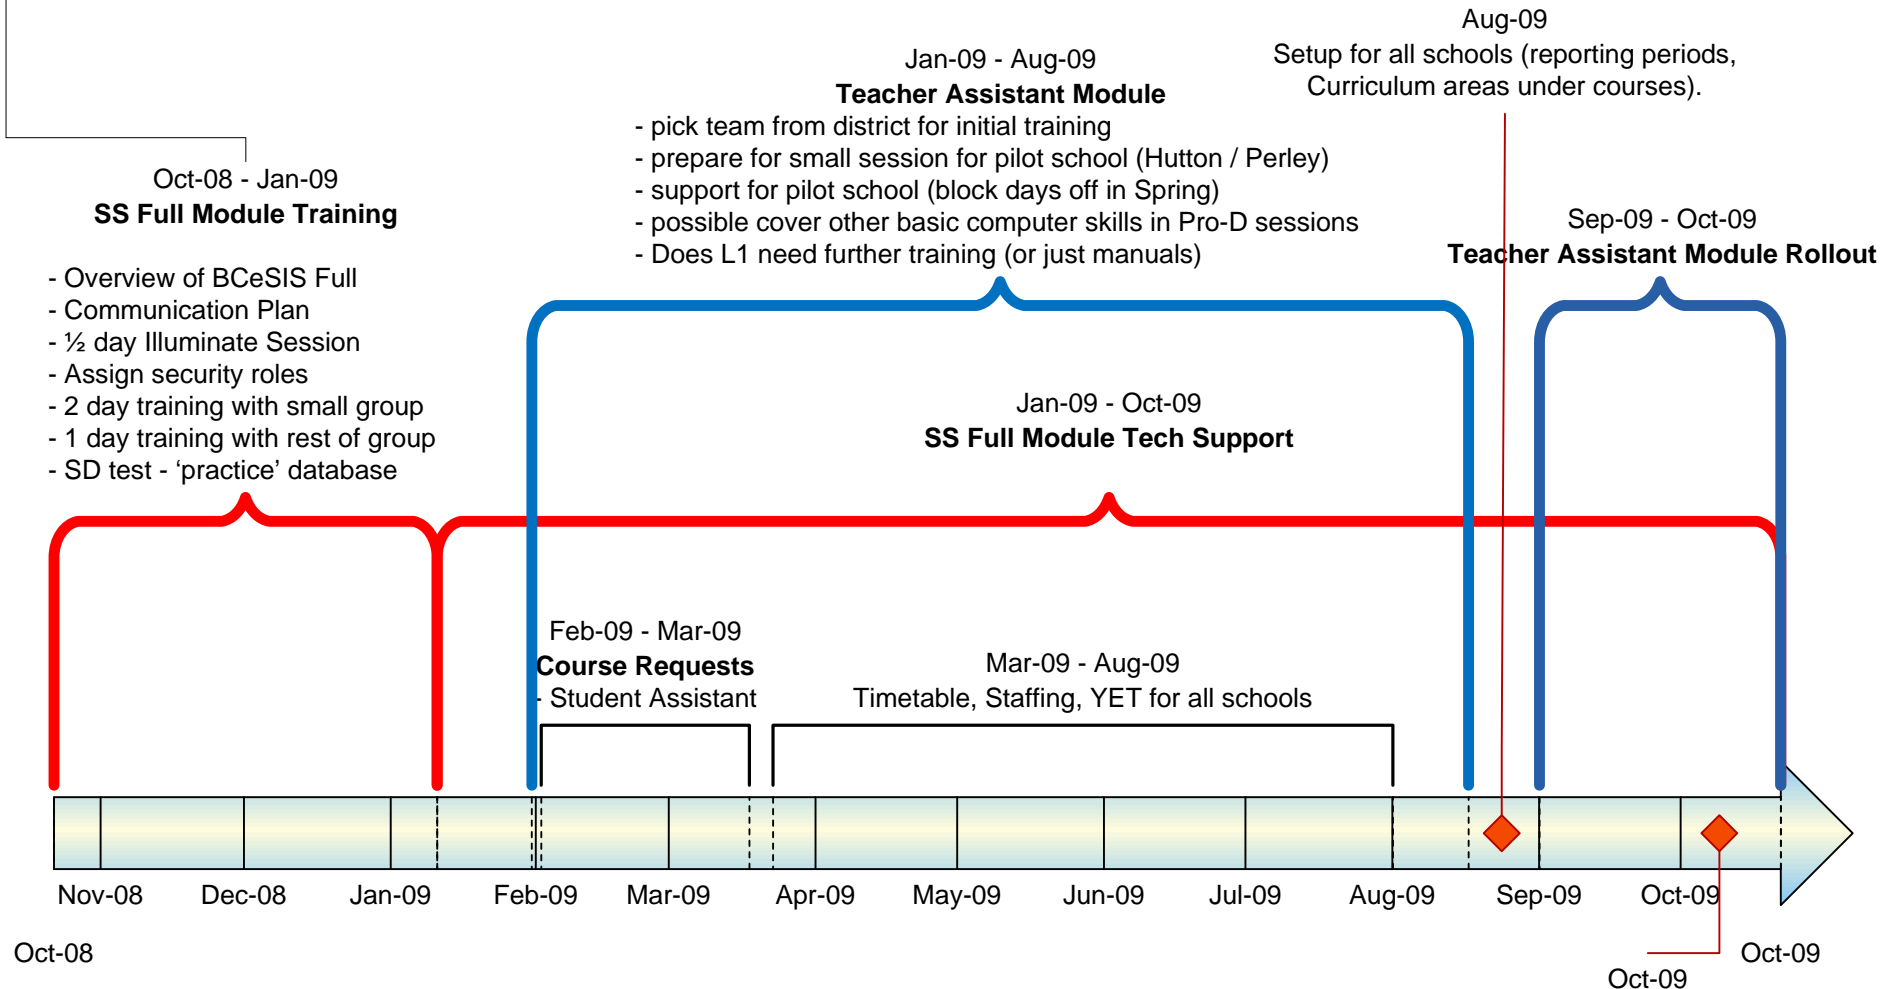 Aug-09
Setup for all schools (reporting periods,
Curriculum areas under courses).
Jan-09 - Aug-09
Teacher Assistant Module
- pick team from district for initial training
- prepare for small session for pilot school (Hutton / Perley)
- support for pilot school (block days off in Spring)
- possible cover other basic computer skills in Pro-D sessions
- Does L1 need further training (or just manuals)
Oct-08 - Jan-09
SS Full Module Training
- Overview of BCeSIS Full
- Communication Plan
- ½ day Illuminate Session
- Assign security roles
- 2 day training with small group
- 1 day training with rest of group
- SD test - ‘practice’ database
Sep-09 - Oct-09
Teacher Assistant Module Rollout
Jan-09 - Oct-09
SS Full Module Tech Support
Feb-09 - Mar-09
Course Requests
- Student Assistant
Mar-09 - Aug-09
Timetable, Staffing, YET for all schools
Nov-08
Dec-08
Jan-09
Feb-09
Mar-09
Apr-09
May-09
Jun-09
Jul-09
Aug-09
Sep-09
Oct-09
Oct-08
Oct-09
Oct-09